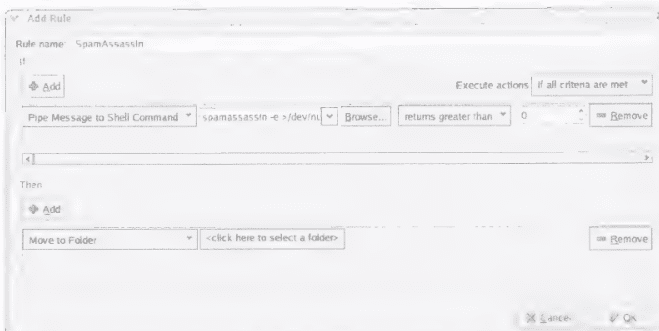 Add Rule
Rule name: SpamAssassin
If
Add
Execute actions if all criteria are met
Pipe Message to Shell Command spamassassin -e >/dev/nu Browse... returns greater than 0 Remove
Then
Add
Move to Folder <click here to select a folder> Remove
Cancel OK